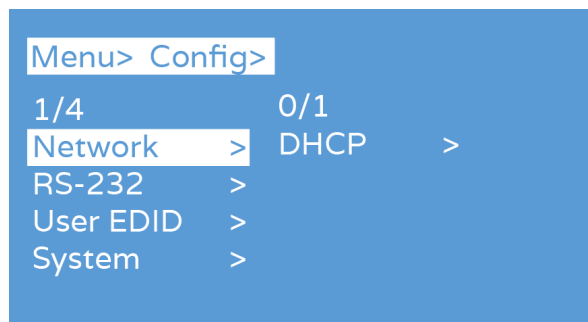 Menu> Config>
1/4 0/1
Network > DHCP >
RS-232 >
User EDID >
System >